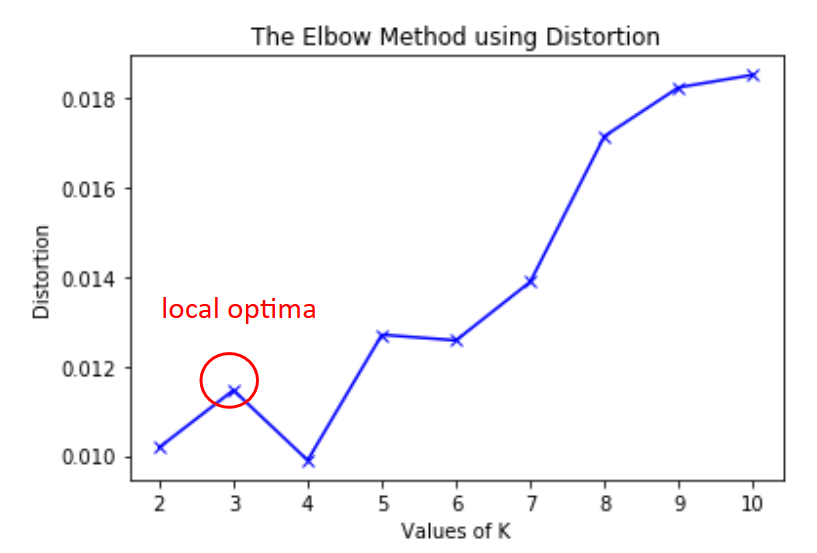 The Elbow Method using Distortion
0.018
0.016
0.014
0.012
0.010
Distortion
local optima
2 3 4 5 6 7 8 9 10
Values of K